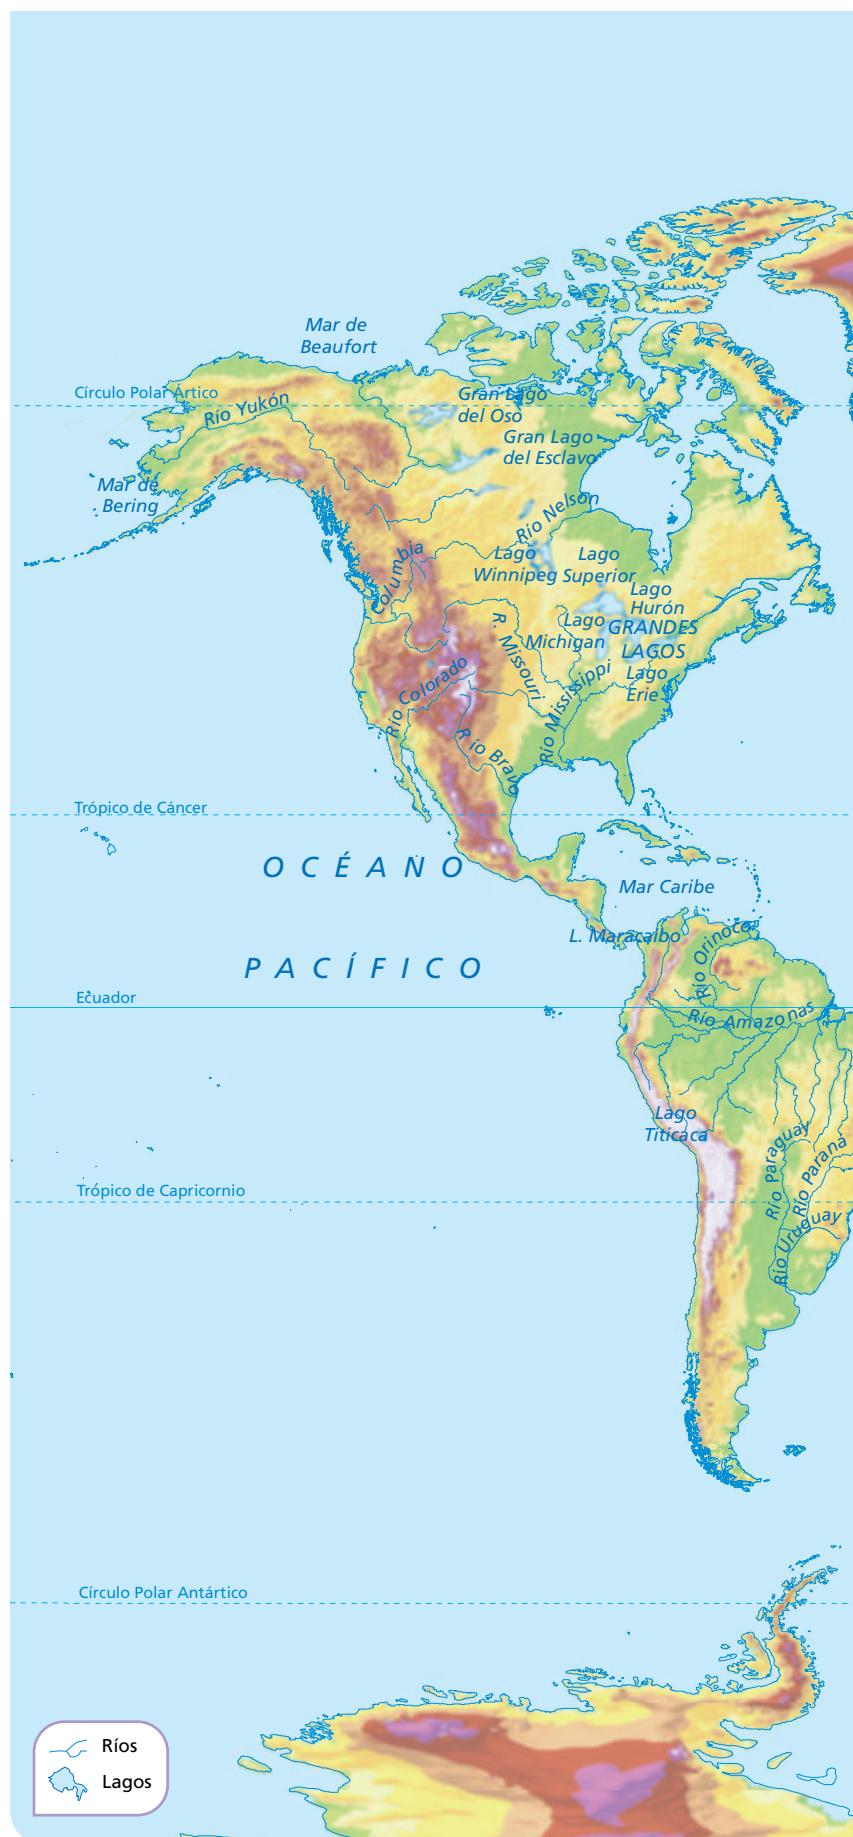 Mar de
Beaufort
Círculo Polar Ártico
Río Yukón
Gran Lago
del Oso
Gran Lago
del Esclavo
Mar de
Bering
Río Nelson
Columbia
Lago
Winnipeg
Lago
Superior
Lago
Hurón
Lago
Michigan
GRANDES
LAGOS
R. Missouri
Río Colorado
Río Mississippi
Lago
Erie
Río Bravo
Trópico de Cáncer
OCÉANO
Mar Caribe
L. Maracaibo
Río Orinoco
PACÍFICO
Ecuador
Río Amazonas
Lago
Titicaca
Río Paraguay
Río Paraná
Trópico de Capricornio
Río Uruguay
Círculo Polar Antártico
Ríos
Lagos